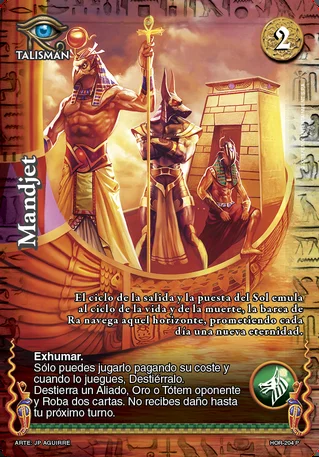 TALISMÁN
2
Mandjet
El ciclo de la salida y la puesta del Sol emula
al ciclo de la vida y de la muerte, la barca de
Ra navega aquel horizonte, prometiendo cada
día una nueva eternidad.
Exhumar.
Sólo puedes jugarlo pagando su coste y
cuando lo juegues, Destiérralo.
Destierra un Aliado, Oro o Tótem oponente
y Roba dos cartas. No recibes daño hasta
tu próximo turno.
ARTE: JP AGUIRRE
HOR-204 P